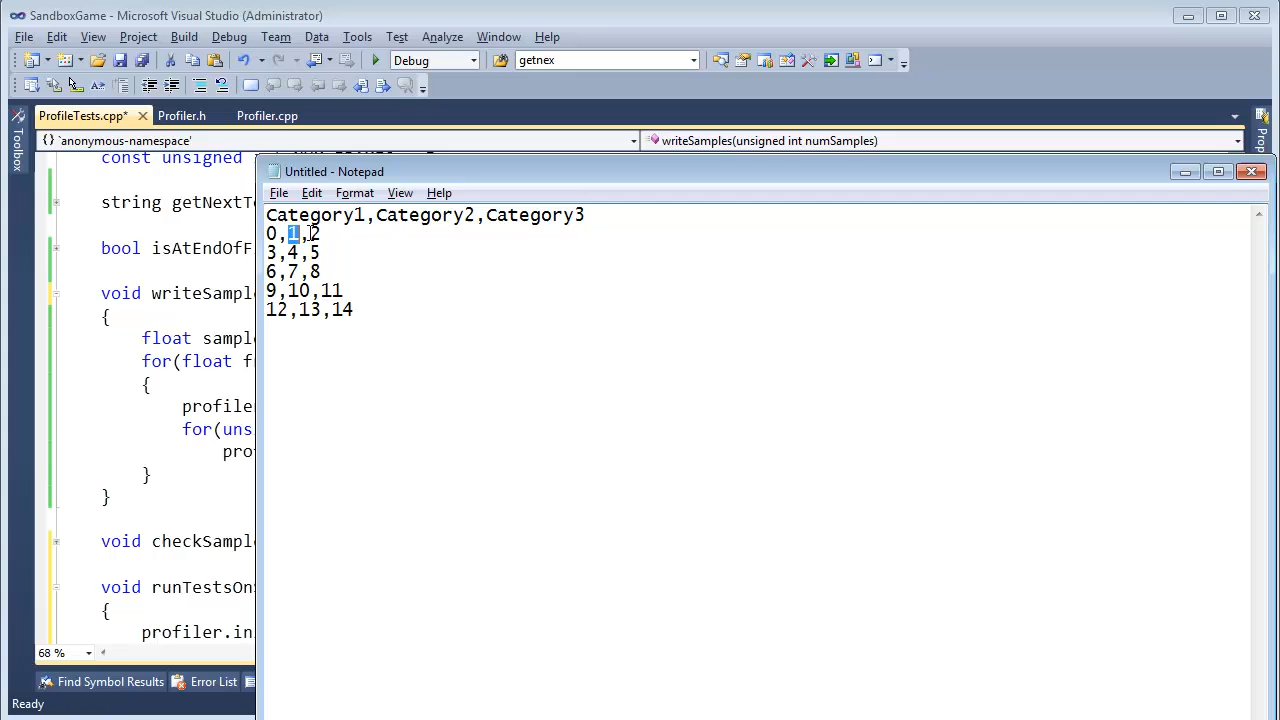 SandboxGame - Microsoft Visual Studio (Administrator)
File Edit View Project Build Debug Team Data Tools Test Analyze Window Help
Debug getnex
ProfileTests.cpp* Profiler.h Profiler.cpp
`anonymous-namespace' writeSamples(unsigned int numSamples)
Toolbox
Prop
const unsigned
string getNextT
bool isAtEndOfF
void writeSampl
{
float sampl
for(float f
{
profiler
for(uns
pro
}
}
void checkSampl
void runTestsOn
{
profiler.in
68 %
Untitled - Notepad
File Edit Format View Help
Category1,Category2,Category3
0,1,2
3,4,5
6,7,8
9,10,11
12,13,14
Find Symbol Results Error List
Ready